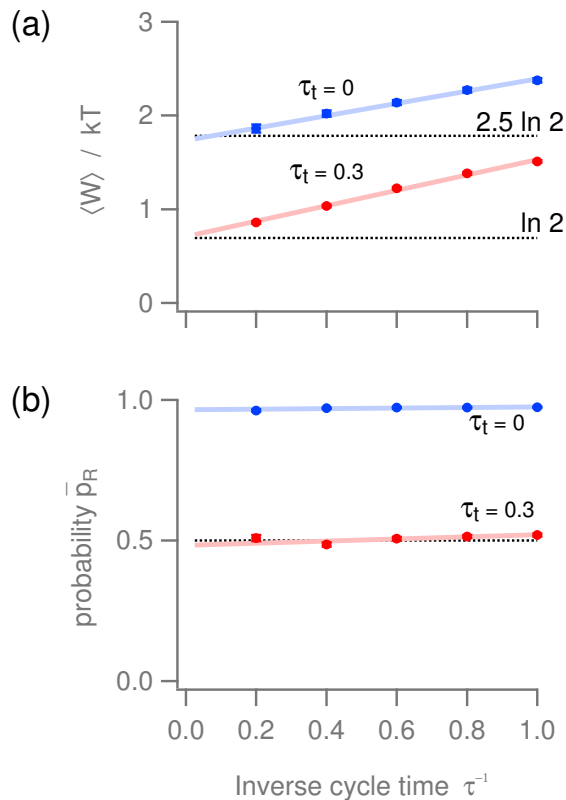 (a)
3
2
1
0
⟨W⟩ / kT
τt = 0
2.5 ln 2
τt = 0.3
ln 2
(b)
1.0
0.5
0.0
probability p̄R
τt = 0
τt = 0.3
0.0 0.2 0.4 0.6 0.8 1.0
Inverse cycle time τ⁻¹